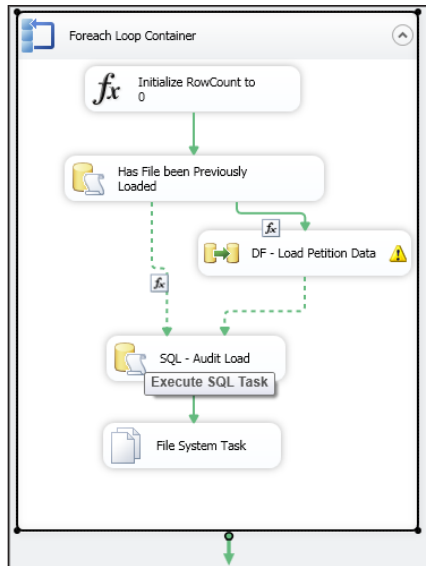 Foreach Loop Container
fx
Initialize RowCount to
0
Has File been Previously
Loaded
fx
DF - Load Petition Data
fx
SQL - Audit Load
Execute SQL Task
File System Task